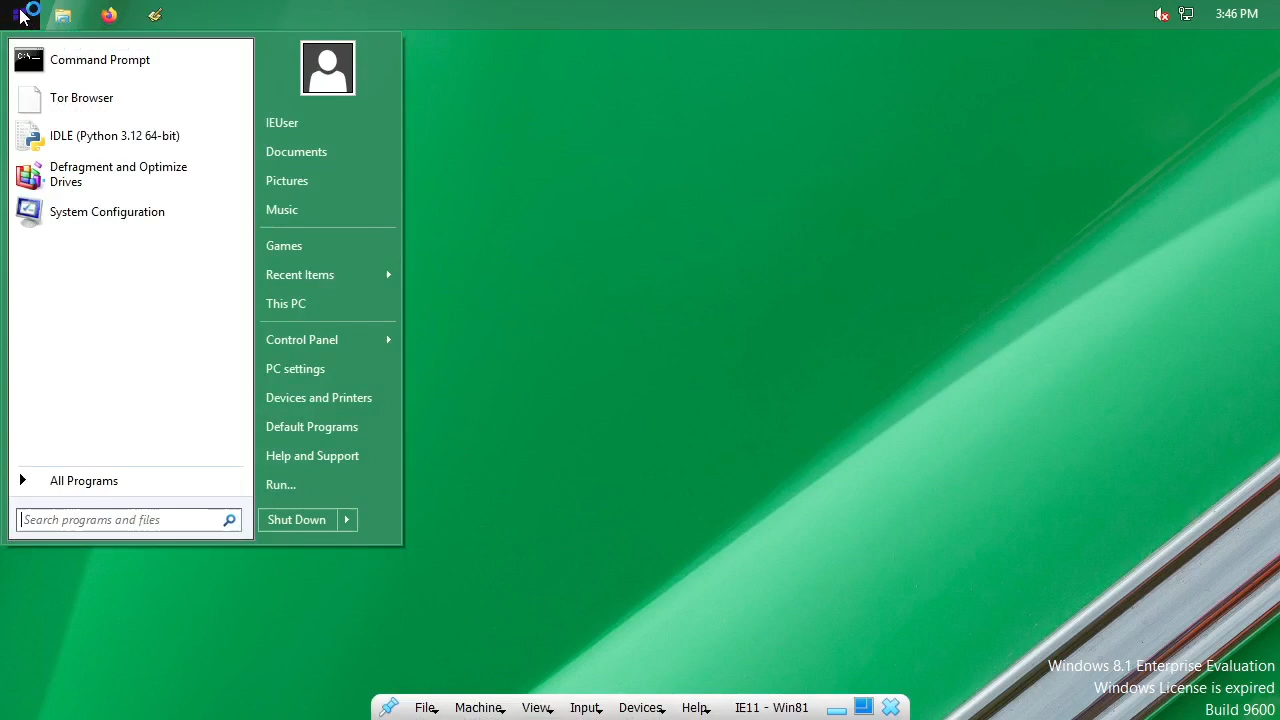 3:46 PM
C:\
Command Prompt
Tor Browser
IDLE (Python 3.12 64-bit)
Defragment and Optimize
Drives
System Configuration
All Programs
Search programs and files
IEUser
Documents
Pictures
Music
Games
Recent Items
This PC
Control Panel
PC settings
Devices and Printers
Default Programs
Help and Support
Run...
Shut Down
Windows 8.1 Enterprise Evaluation
Windows License is expired
Build 9600
File Machine View Input Devices Help IE11 - Win81